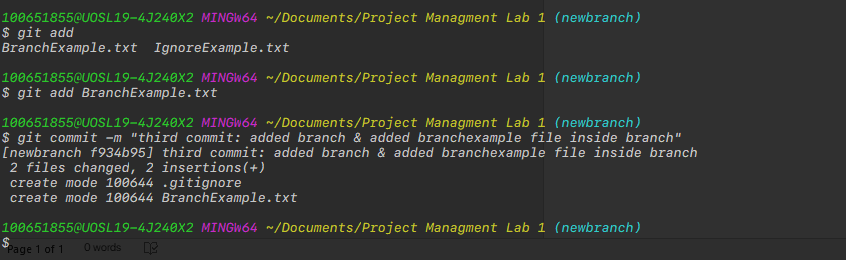 100651855@UOSL19-4J240X2 MINGW64 ~/Documents/Project Managment Lab 1 (newbranch)
$ git add
BranchExample.txt  IgnoreExample.txt
100651855@UOSL19-4J240X2 MINGW64 ~/Documents/Project Managment Lab 1 (newbranch)
$ git add BranchExample.txt
100651855@UOSL19-4J240X2 MINGW64 ~/Documents/Project Managment Lab 1 (newbranch)
$ git commit -m "third commit: added branch & added branchexample file inside branch"
[newbranch f934b95] third commit: added branch & added branchexample file inside branch
 2 files changed, 2 insertions(+)
 create mode 100644 .gitignore
 create mode 100644 BranchExample.txt
100651855@UOSL19-4J240X2 MINGW64 ~/Documents/Project Managment Lab 1 (newbranch)
$
Page 1 of 1 0 words